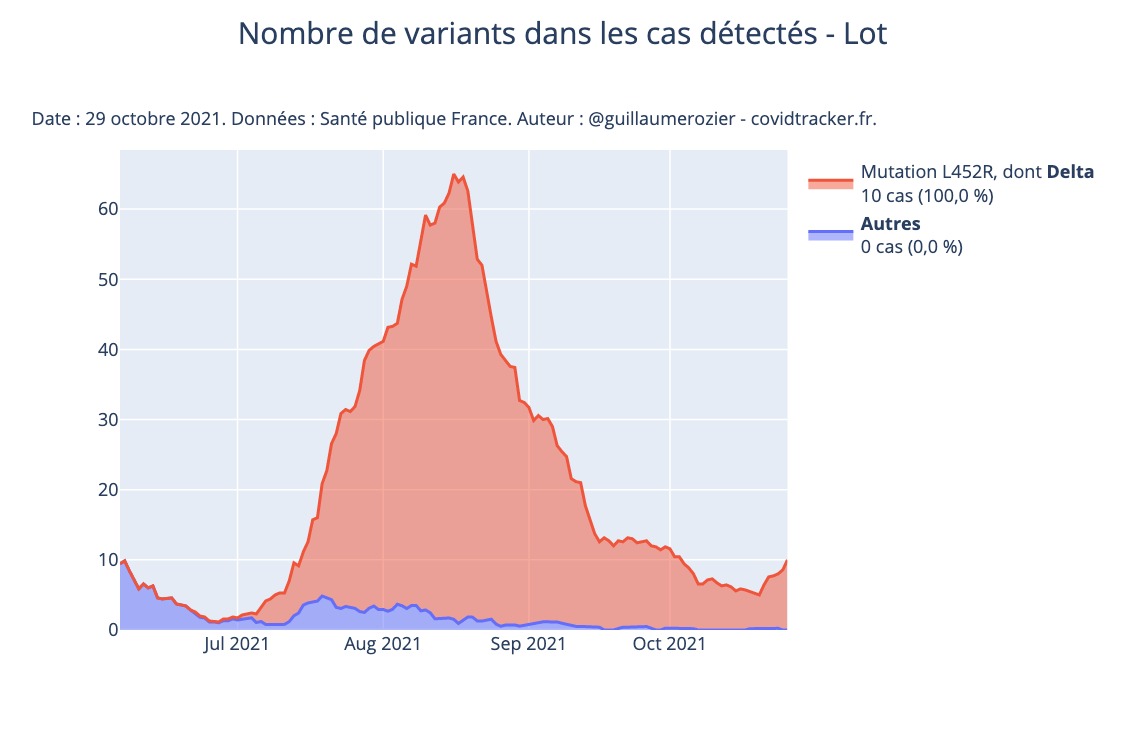 Nombre de variants dans les cas détectés - Lot
Date : 29 octobre 2021. Données : Santé publique France. Auteur : @guillaumerozier - covidtracker.fr.
Mutation L452R, dont Delta
10 cas (100,0 %)
Autres
0 cas (0,0 %)
60
50
40
30
20
10
0
Jul 2021 Aug 2021 Sep 2021 Oct 2021